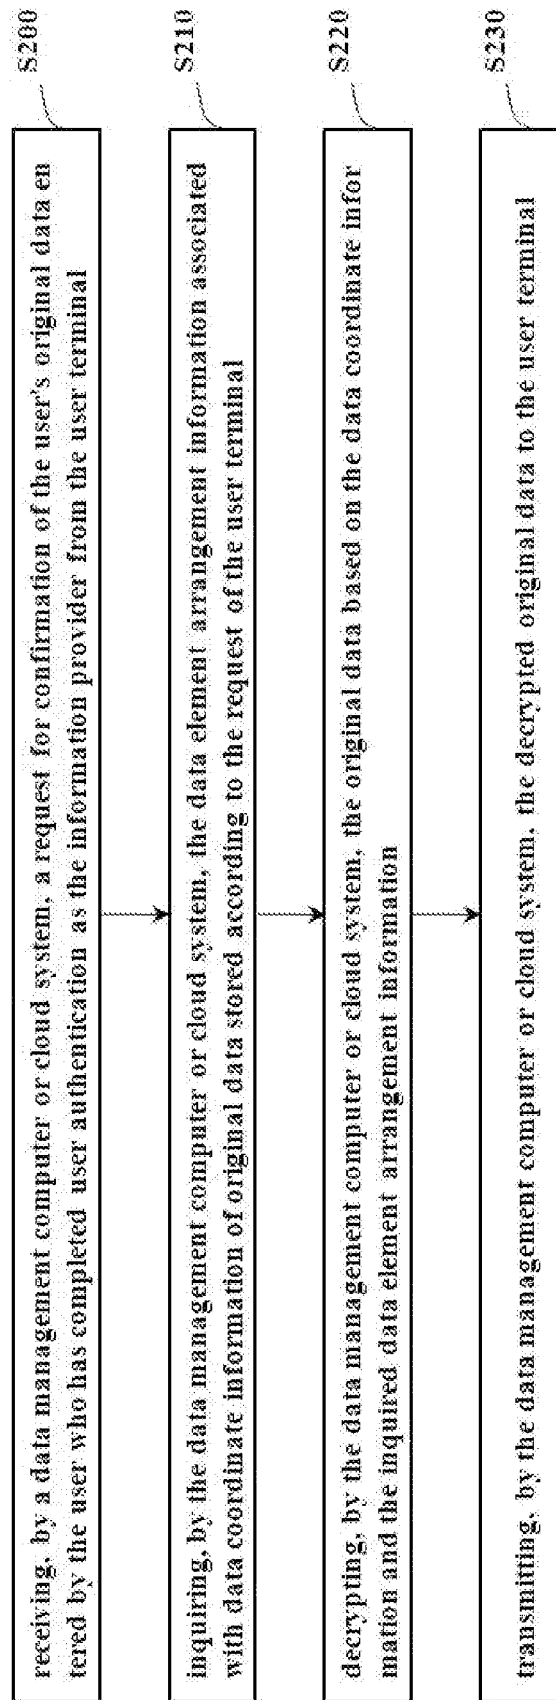 S200
receiving, by a data management computer or cloud system, a request for confirmation of the user's original data en
tered by the user who has completed user authentication as the information provider from the user terminal
S210
inquiring, by the data management computer or cloud system, the data element arrangement information associated
with data coordinate information of original data stored according to the request of the user terminal
S220
decrypting, by the data management computer or cloud system, the original data based on the data coordinate infor
mation and the inquired data element arrangement information
S230
transmitting, by the data management computer or cloud system, the decrypted original data to the user terminal